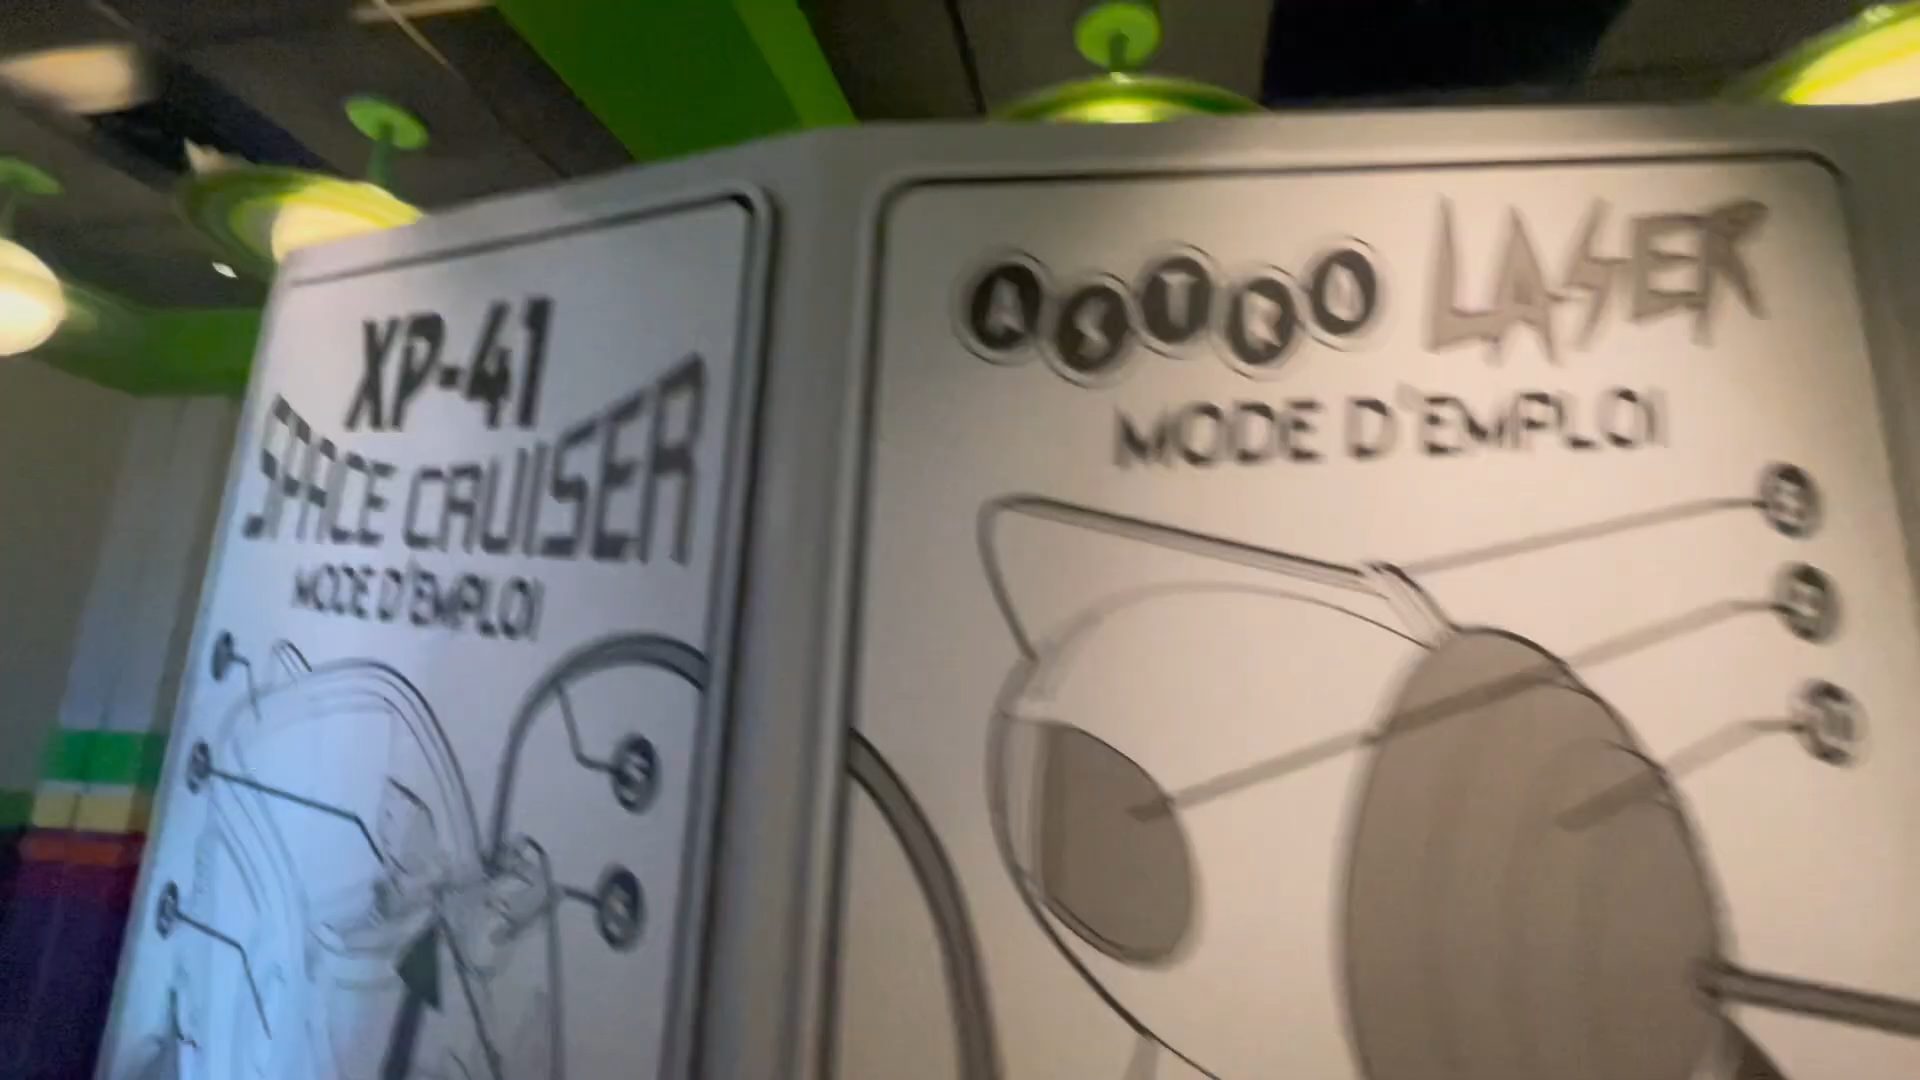 XP-41
SPACE CRUISER
MODE D'EMPLOI
ASTRO LASER
MODE D'EMPLOI